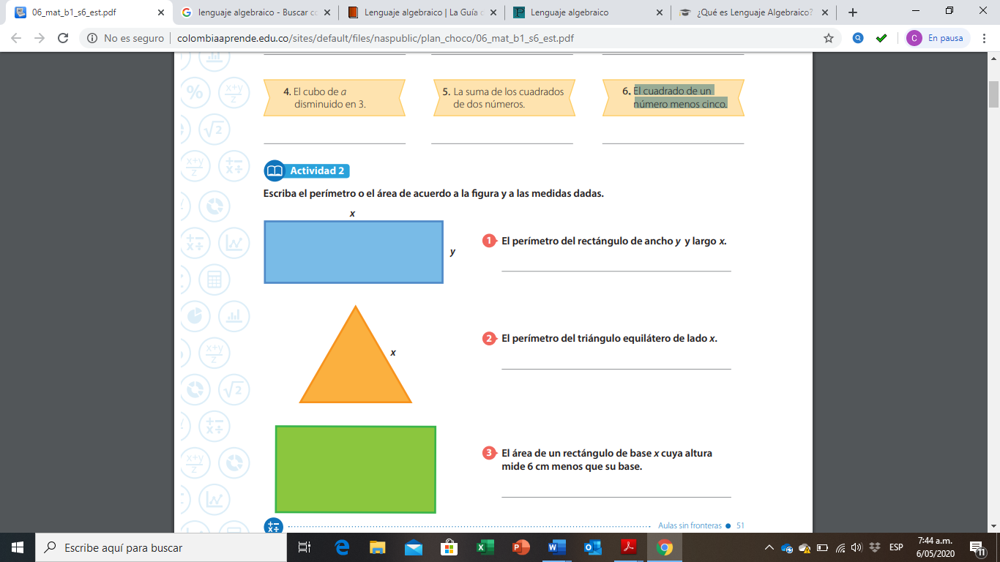 06_mat_b1_s6_est.pdf
lenguaje algebraico - Buscar co
Lenguaje algebraico | La Guía d
Lenguaje algebraico
¿Qué es Lenguaje Algebraico?
No es seguro | colombiaaprende.edu.co/sites/default/files/naspublic/plan_choco/06_mat_b1_s6_est.pdf
C En pausa
4. El cubo de a
disminuido en 3.
5. La suma de los cuadrados
de dos números.
6. El cuadrado de un
número menos cinco.
Actividad 2
Escriba el perímetro o el área de acuerdo a la figura y a las medidas dadas.
x
y
1 El perímetro del rectángulo de ancho y y largo x.
x
2 El perímetro del triángulo equilátero de lado x.
3 El área de un rectángulo de base x cuya altura
mide 6 cm menos que su base.
Aulas sin fronteras 51
Escribe aquí para buscar
ESP
7:44 a.m.
6/05/2020
11